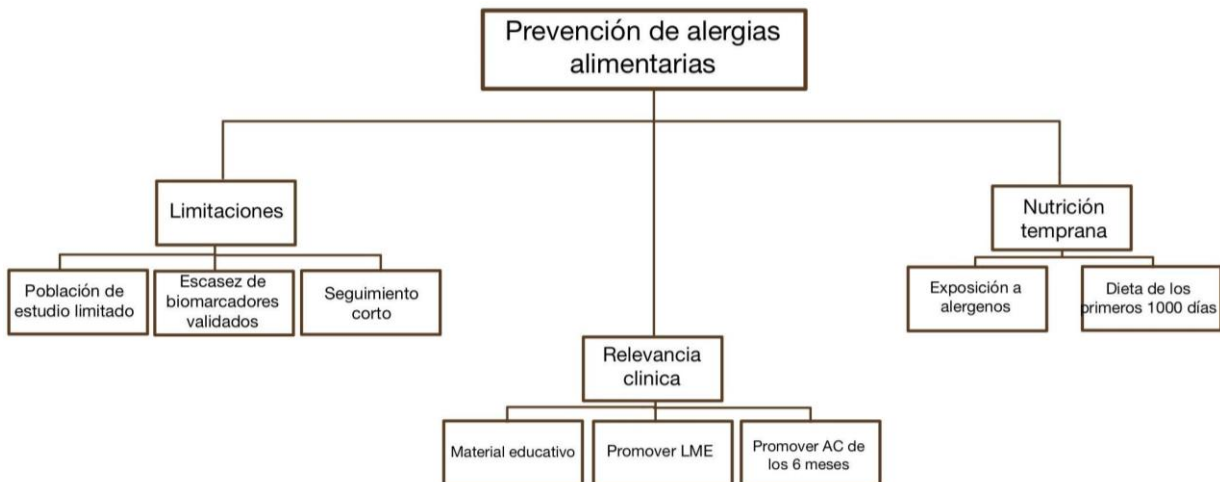 Prevención de alergias
alimentarias
Limitaciones
Población de
estudio limitado
Escasez de
biomarcadores
validados
Seguimiento
corto
Relevancia
clinica
Material educativo
Promover LME
Promover AC de
los 6 meses
Nutrición
temprana
Exposición a
alergenos
Dieta de los
primeros 1000 días